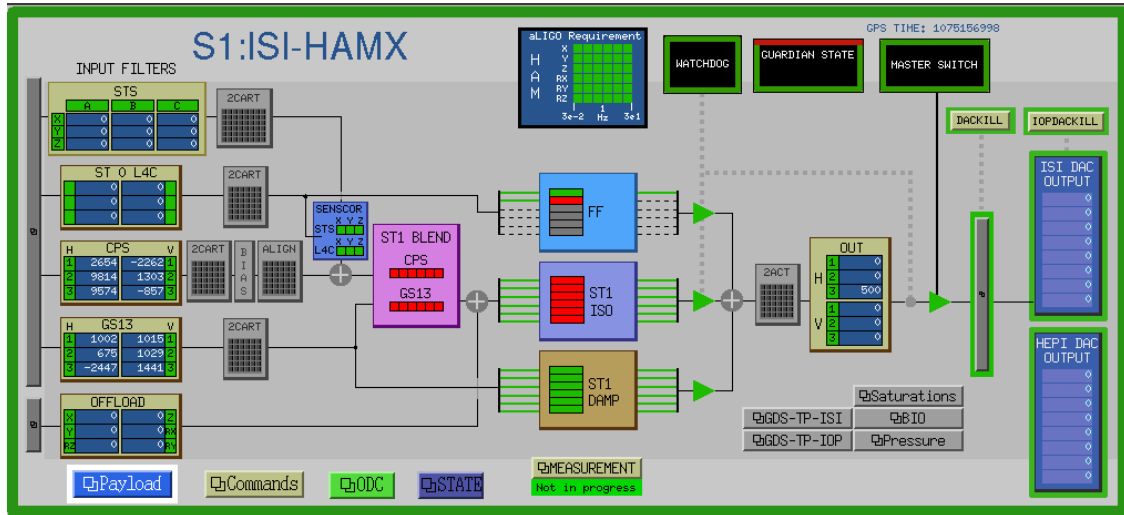 S1:ISI-HAMX
GPS TIME: 1075156998
aLIGO Requirement
H A M
X
Y
Z
RX
RY
RZ
3e-2 1 Hz 3e1
WATCHDOG
GUARDIAN STATE
MASTER SWITCH
INPUT FILTERS
STS
A B C
X 0 0 0
Y 0 0 0
Z 0 0 0
2CART
DACKILL
IOPDACKILL
ST 0 L4C
0 0
0 0
0 0
2CART
SENSCOR
X Y Z
STS
X Y Z
L4C
FF
ISI DAC
OUTPUT
0
0
0
0
0
0
0
0
H CPS V
1 2654 -2262 1
2 9814 1303 2
3 9574 -857 3
2CART
BIAS
ALIGN
ST1 BLEND
CPS
GS13
ST1
ISO
2ACT
OUT
H
1 0
2 0
3 500
V
1 0
2 0
3 0
H GS13 V
1 1002 1015 1
2 675 1029 2
3 -2447 1441 3
2CART
ST1
DAMP
HEPI DAC
OUTPUT
0
0
0
0
0
0
0
0
OFFLOAD
X 0 0 Z
Y 0 0 RX
RZ 0 0 RY
Saturations
GDS-TP-ISI
BIO
GDS-TP-IOP
Pressure
Payload
Commands
ODC
STATE
MEASUREMENT
Not in progress